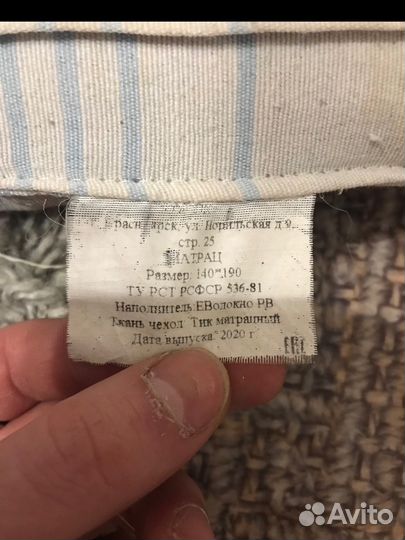 Красноярск, ул. Норильская д.9
стр. 25
МАТРАЦ
Размер: 140*190
ТУ РСТ РСФСР 536-81
Наполнитель ЕВолокно РВ
Ткань чехол Тик матрацный
Дата выпуска 2020 г
EAC
Avito